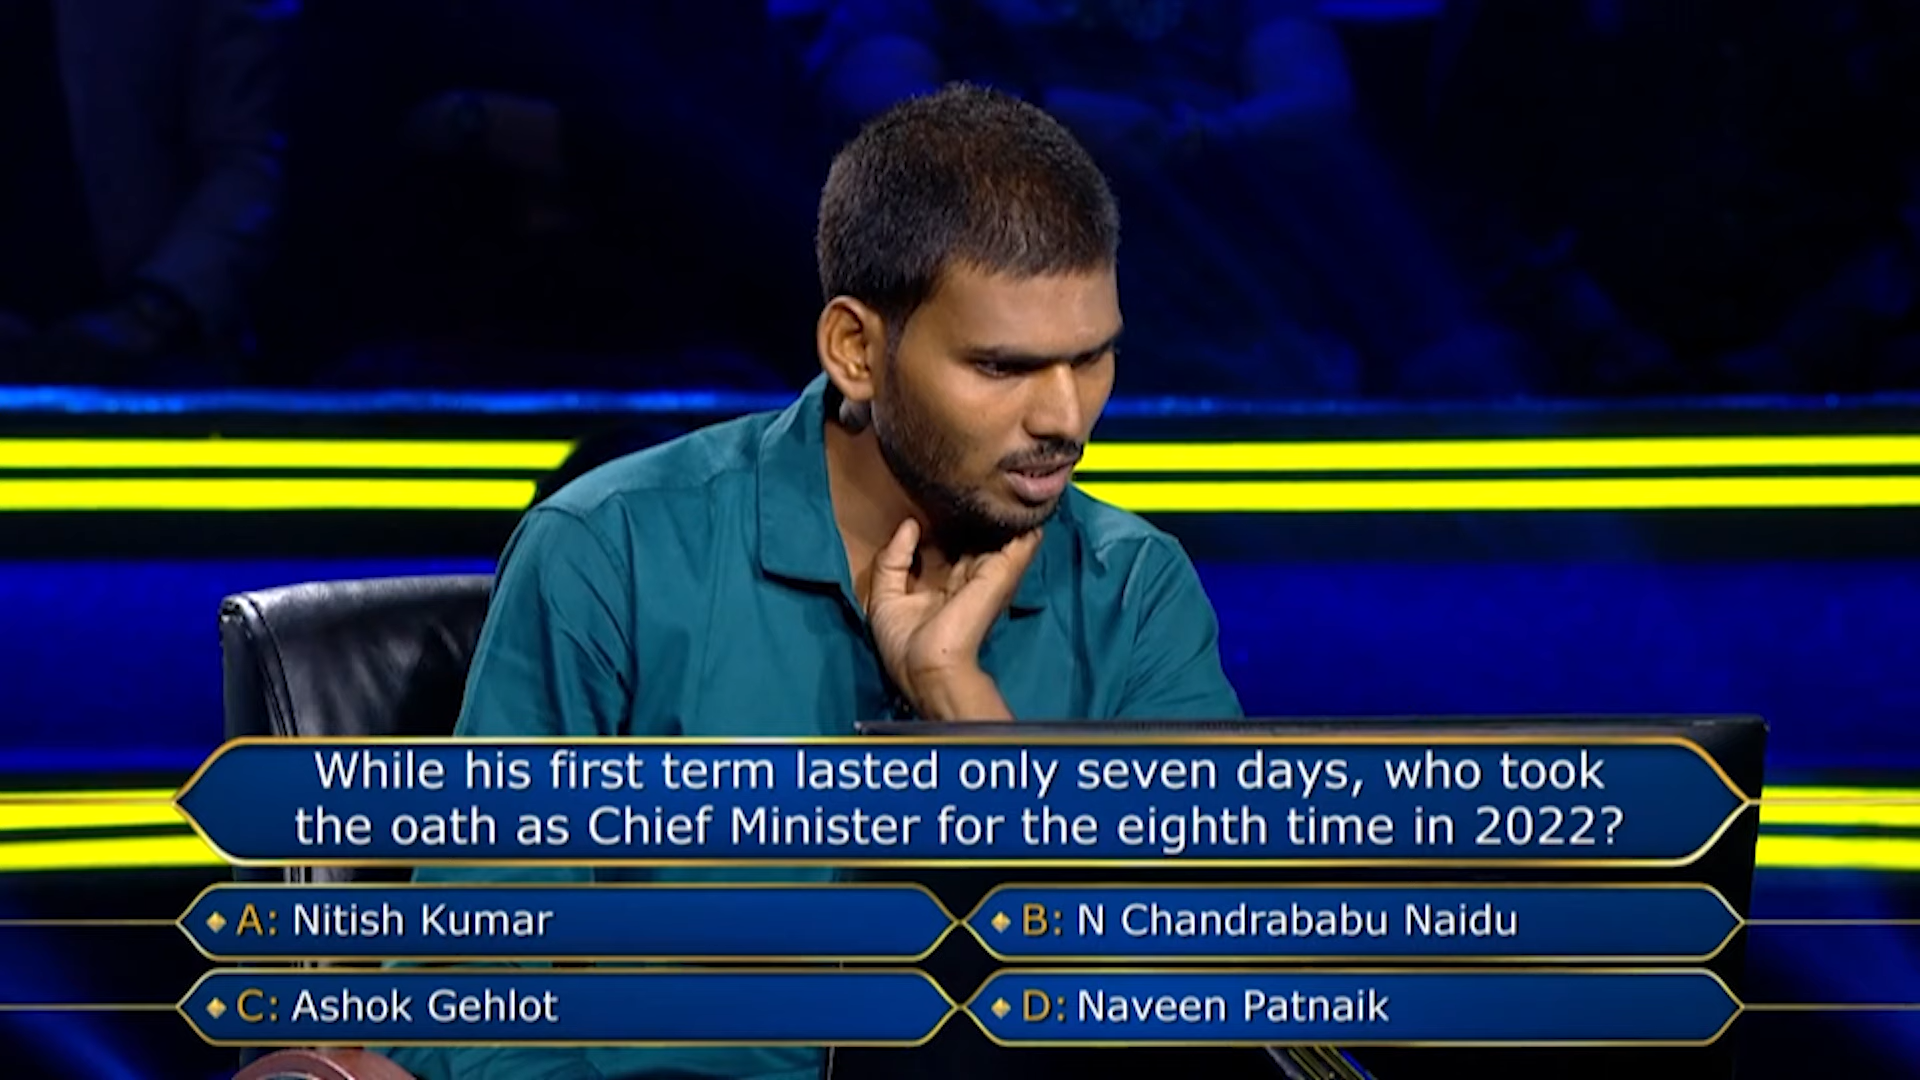 While his first term lasted only seven days, who took
the oath as Chief Minister for the eighth time in 2022?
A: Nitish Kumar
B: N Chandrababu Naidu
C: Ashok Gehlot
D: Naveen Patnaik